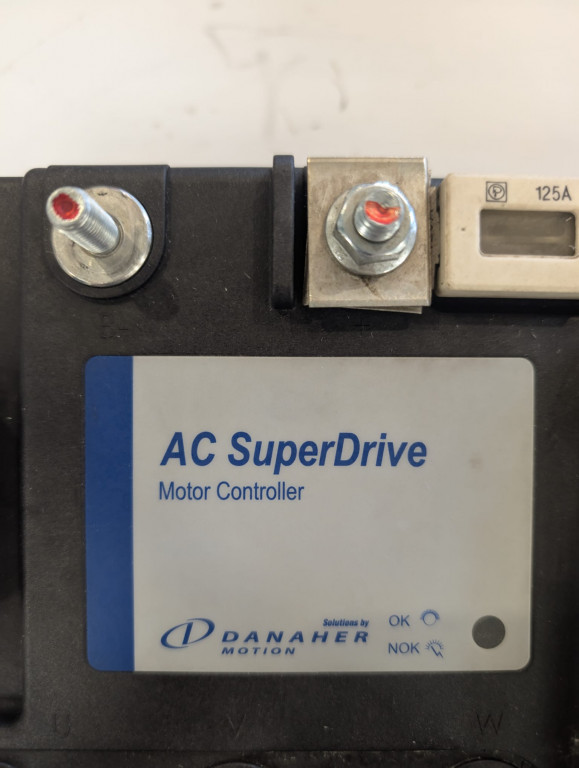 125A
B-
AC SuperDrive
Motor Controller
Solutions by
DANAHER
MOTION
OK
NOK
U V W